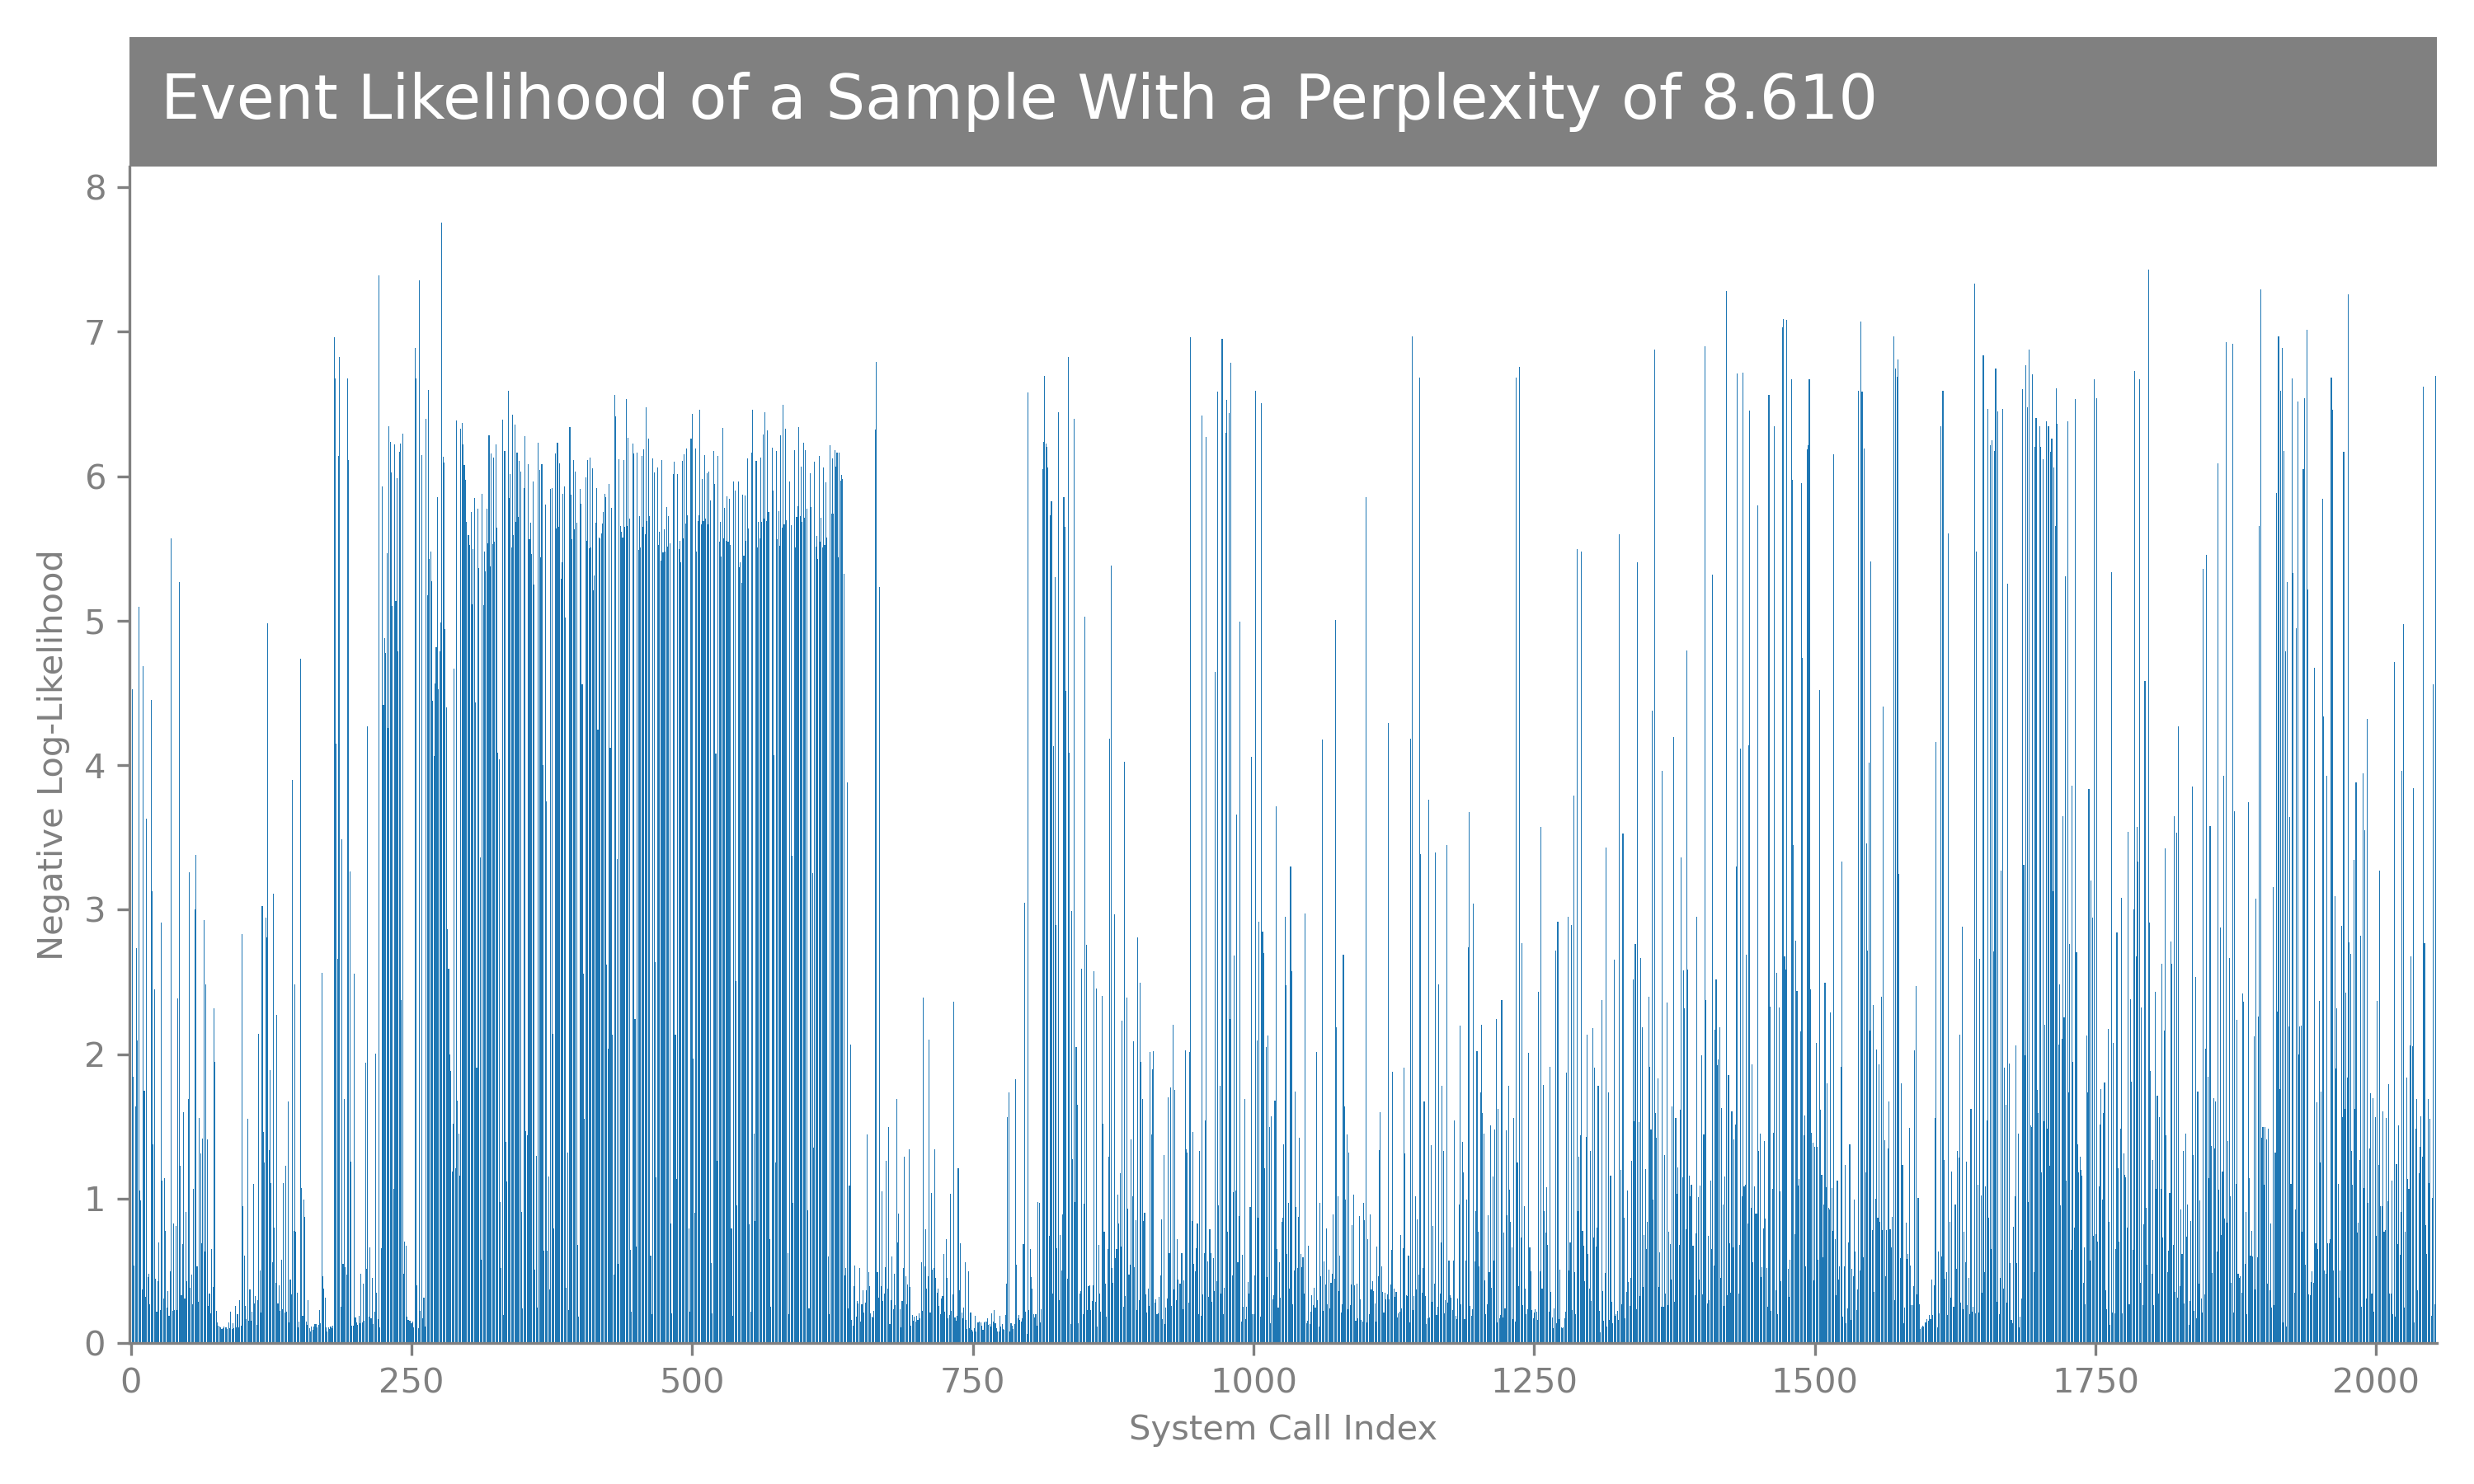 Event Likelihood of a Sample With a Perplexity of 8.610
8
7
6
5
4
3
2
1
0
Negative Log-Likelihood
0 250 500 750 1000 1250 1500 1750 2000
System Call Index